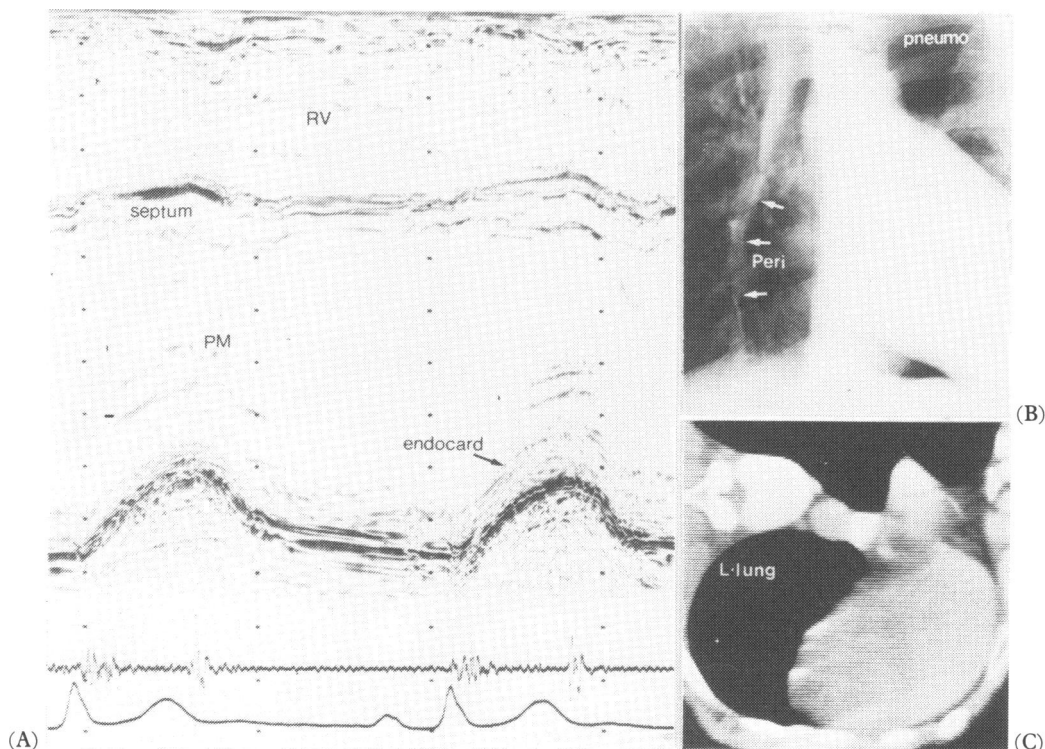 RV
septum
PM
endocard
(A)
pneumo
Peri
(B)
L·lung
(C)